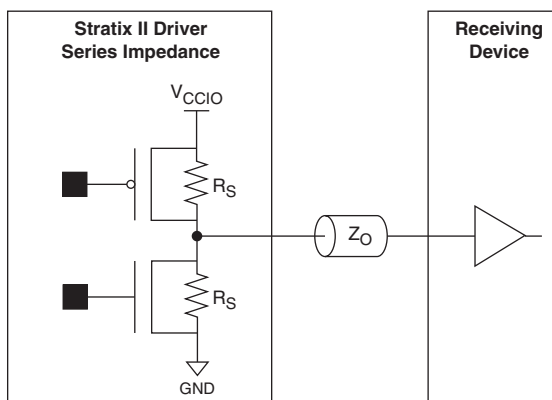 Stratix II Driver
Series Impedance
Receiving
Device
VCCIO
RS
ZO
RS
GND